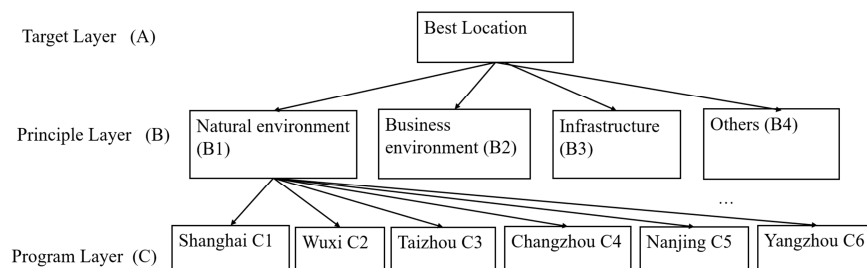 Target Layer (A)
Best Location
Principle Layer (B)
Natural environment
(B1)
Business
environment (B2)
Infrastructure
(B3)
Others (B4)
...
Program Layer (C)
Shanghai C1
Wuxi C2
Taizhou C3
Changzhou C4
Nanjing C5
Yangzhou C6